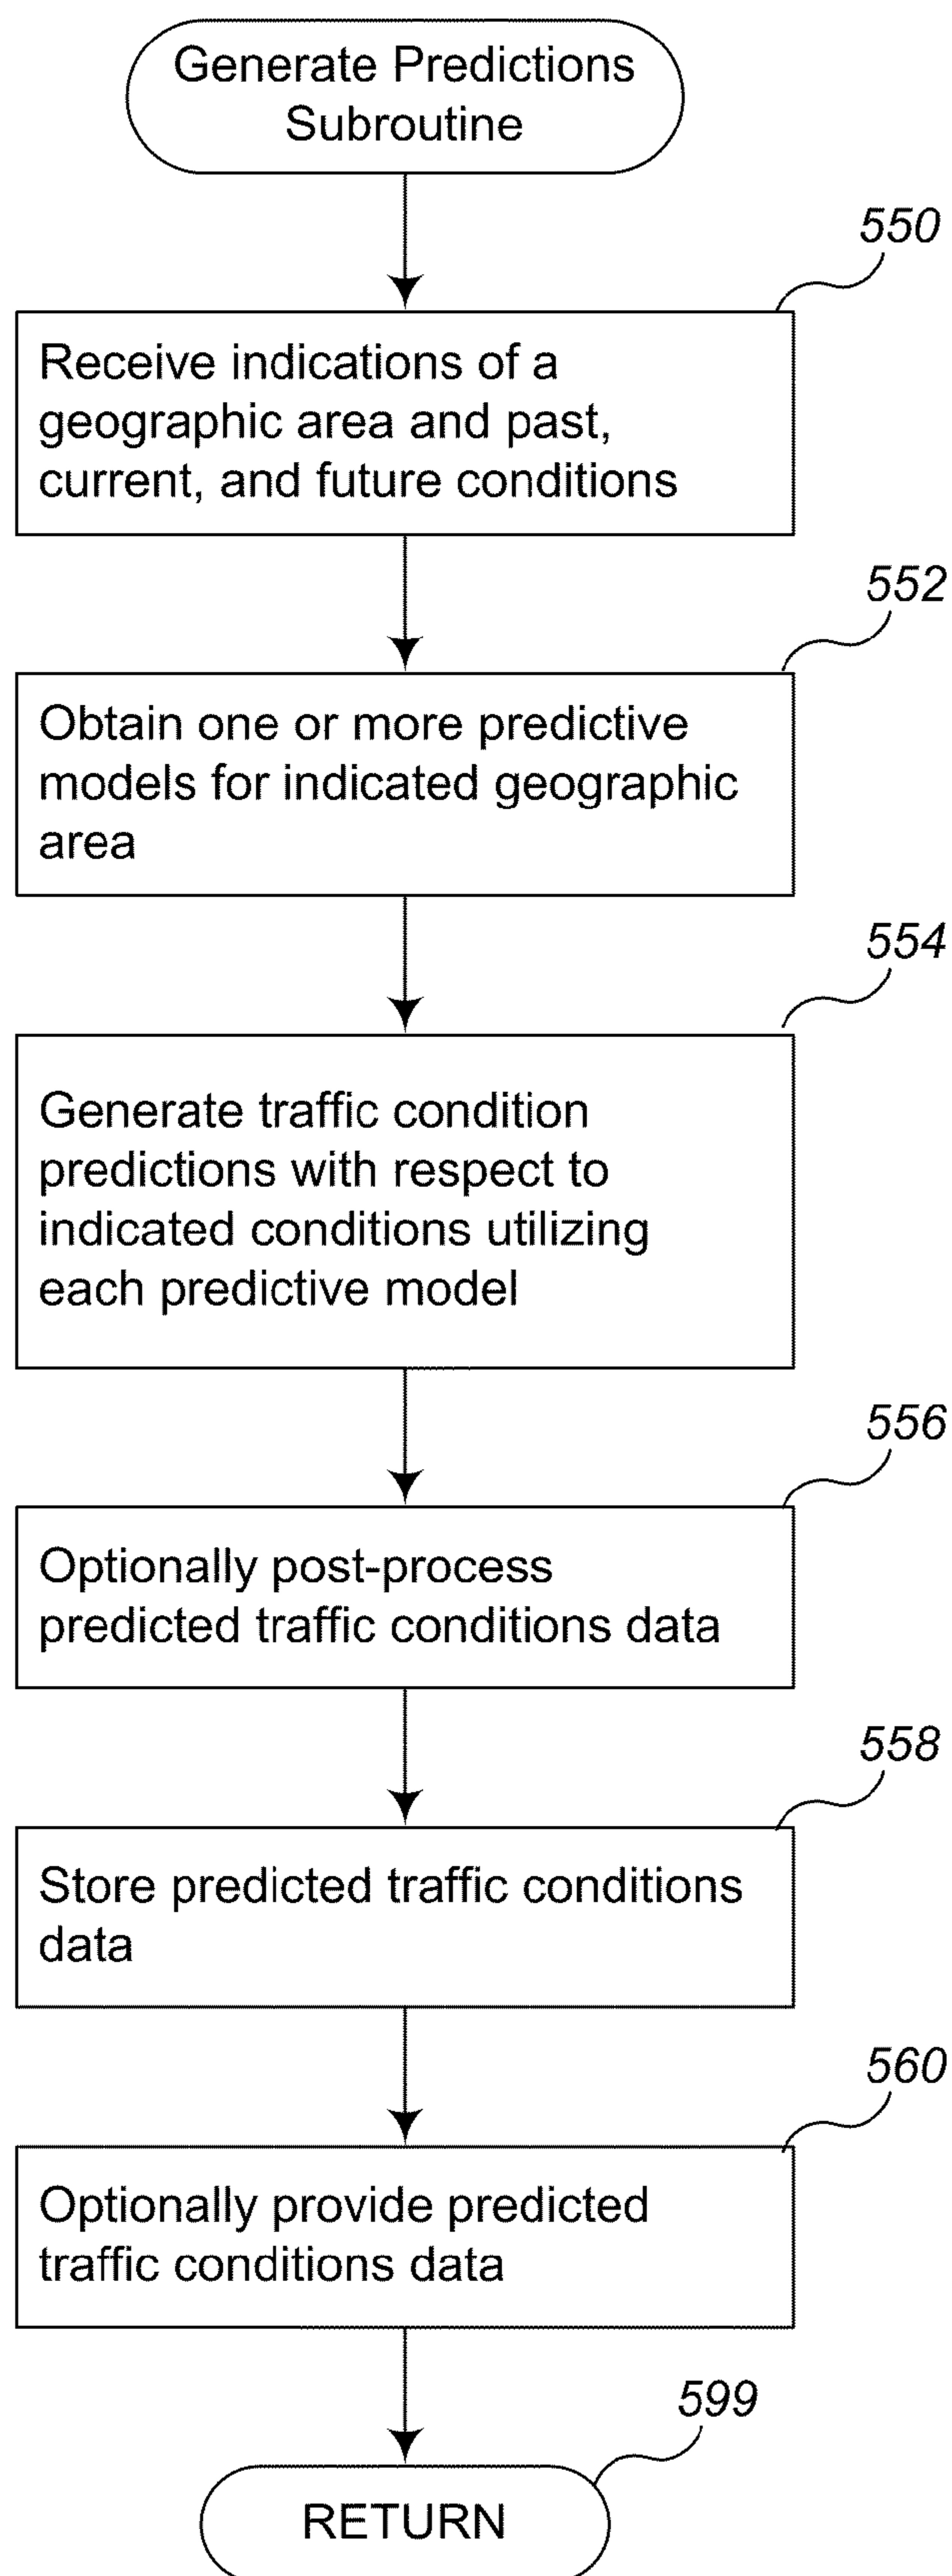 Generate Predictions
Subroutine
550
Receive indications of a
geographic area and past,
current, and future conditions
552
Obtain one or more predictive
models for indicated geographic
area
554
Generate traffic condition
predictions with respect to
indicated conditions utilizing
each predictive model
556
Optionally post-process
predicted traffic conditions data
558
Store predicted traffic conditions
data
560
Optionally provide predicted
traffic conditions data
599
RETURN